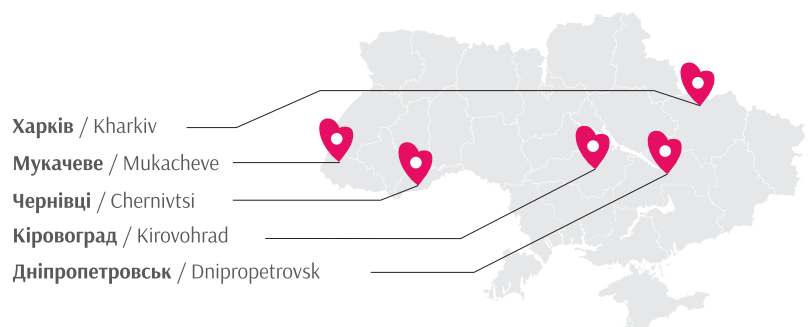 Харків / Kharkiv
Мукачеве / Mukacheve
Чернівці / Chernivtsi
Кіровоград / Kirovohrad
Дніпропетровськ / Dnipropetrovsk